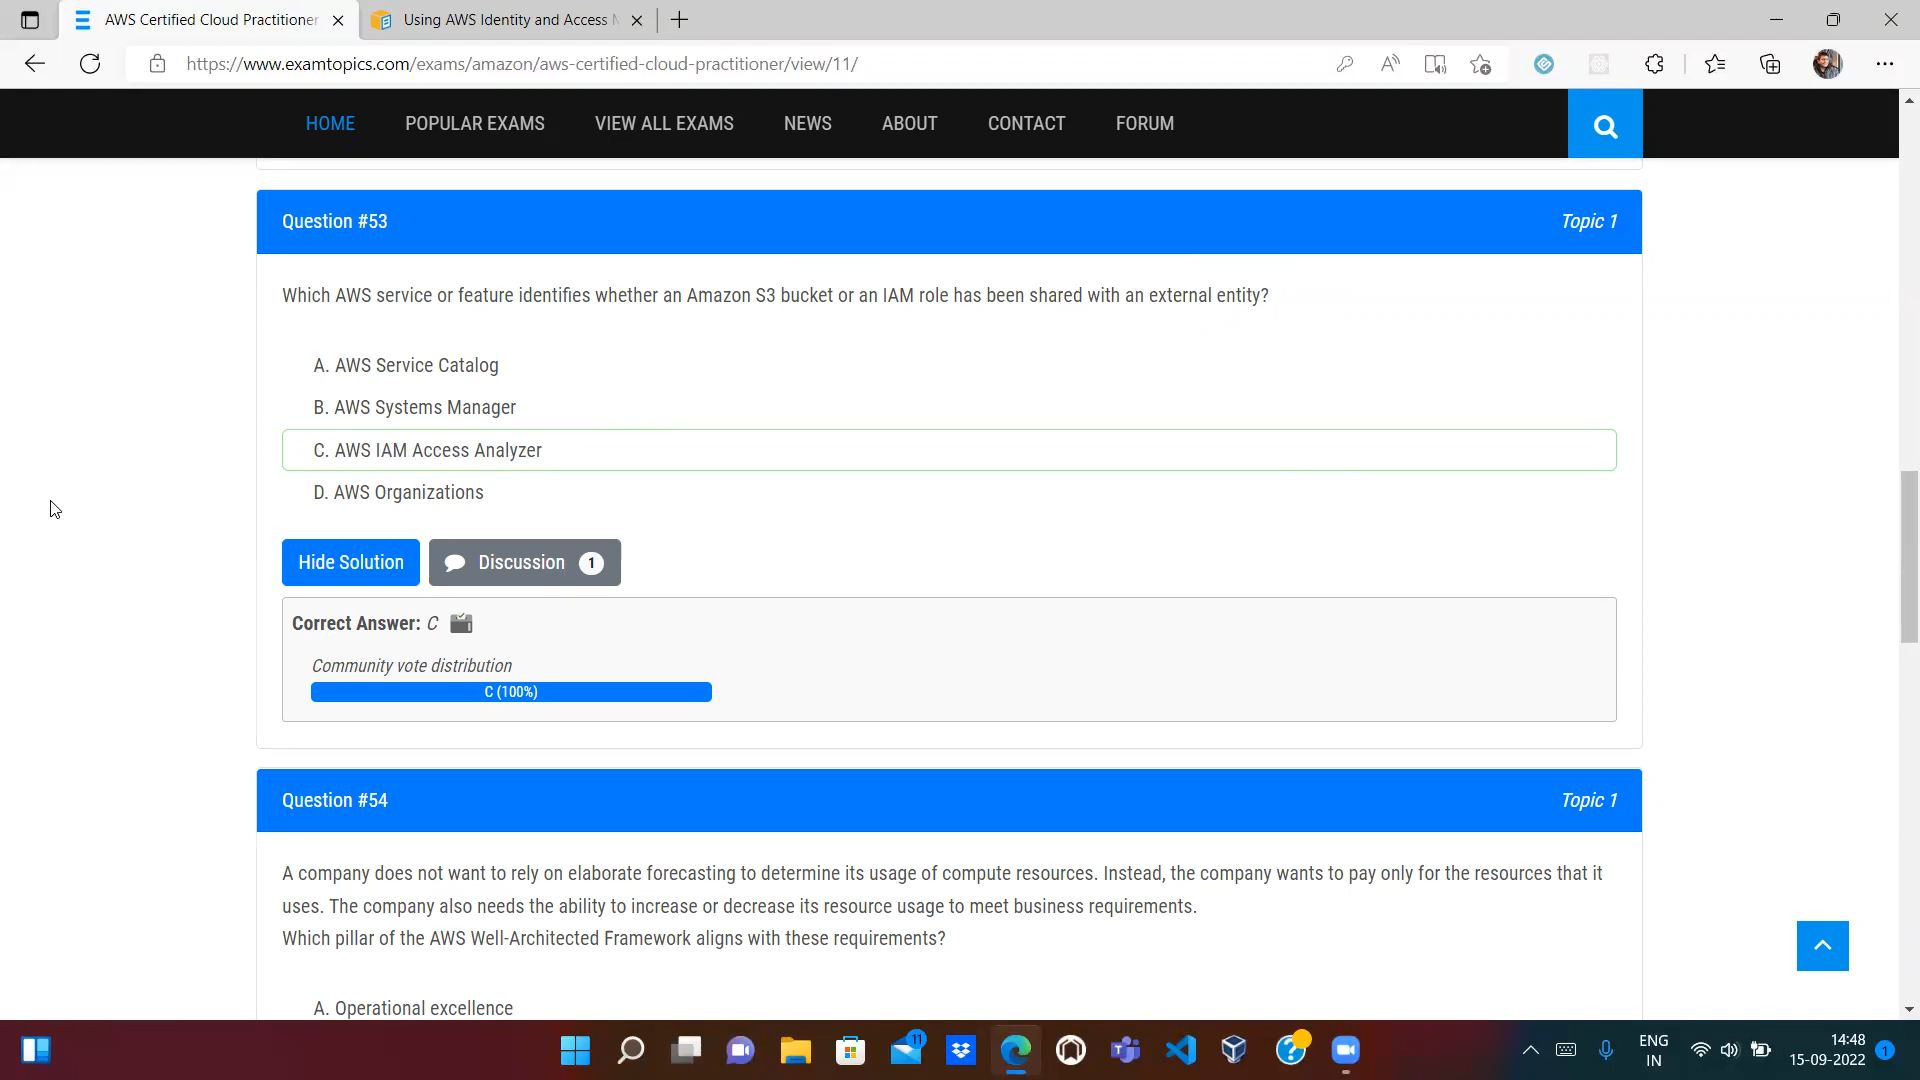 AWS Certified Cloud Practitioner
Using AWS Identity and Access M
https://www.examtopics.com/exams/amazon/aws-certified-cloud-practitioner/view/11/
HOME POPULAR EXAMS VIEW ALL EXAMS NEWS ABOUT CONTACT FORUM
Question #53 Topic 1
Which AWS service or feature identifies whether an Amazon S3 bucket or an IAM role has been shared with an external entity?
A. AWS Service Catalog
B. AWS Systems Manager
C. AWS IAM Access Analyzer
D. AWS Organizations
Hide Solution Discussion 1
Correct Answer: C
Community vote distribution
C (100%)
Question #54 Topic 1
A company does not want to rely on elaborate forecasting to determine its usage of compute resources. Instead, the company wants to pay only for the resources that it
uses. The company also needs the ability to increase or decrease its resource usage to meet business requirements.
Which pillar of the AWS Well-Architected Framework aligns with these requirements?
A. Operational excellence
11
ENG
IN
14:48
15-09-2022
1